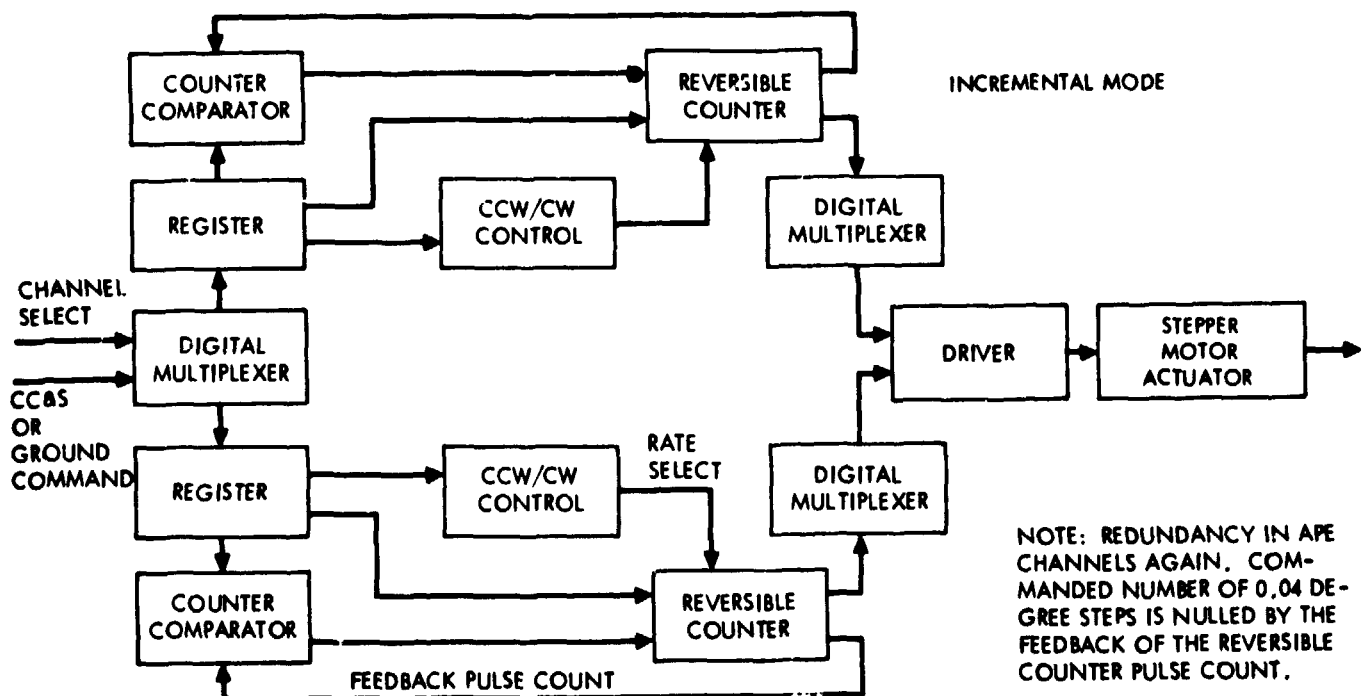 COUNTER
COMPARATOR
REVERSIBLE
COUNTER
INCREMENTAL MODE
REGISTER
CCW/CW
CONTROL
DIGITAL
MULTIPLEXER
CHANNEL
SELECT
DIGITAL
MULTIPLEXER
DRIVER
STEPPER
MOTOR
ACTUATOR
CC&S
OR
GROUND
COMMAND
REGISTER
CCW/CW
CONTROL
RATE
SELECT
DIGITAL
MULTIPLEXER
COUNTER
COMPARATOR
REVERSIBLE
COUNTER
FEEDBACK PULSE COUNT
NOTE: REDUNDANCY IN APE
CHANNELS AGAIN. COM-
MANDED NUMBER OF 0.04 DE-
GREE STEPS IS NULLED BY THE
FEEDBACK OF THE REVERSIBLE
COUNTER PULSE COUNT.